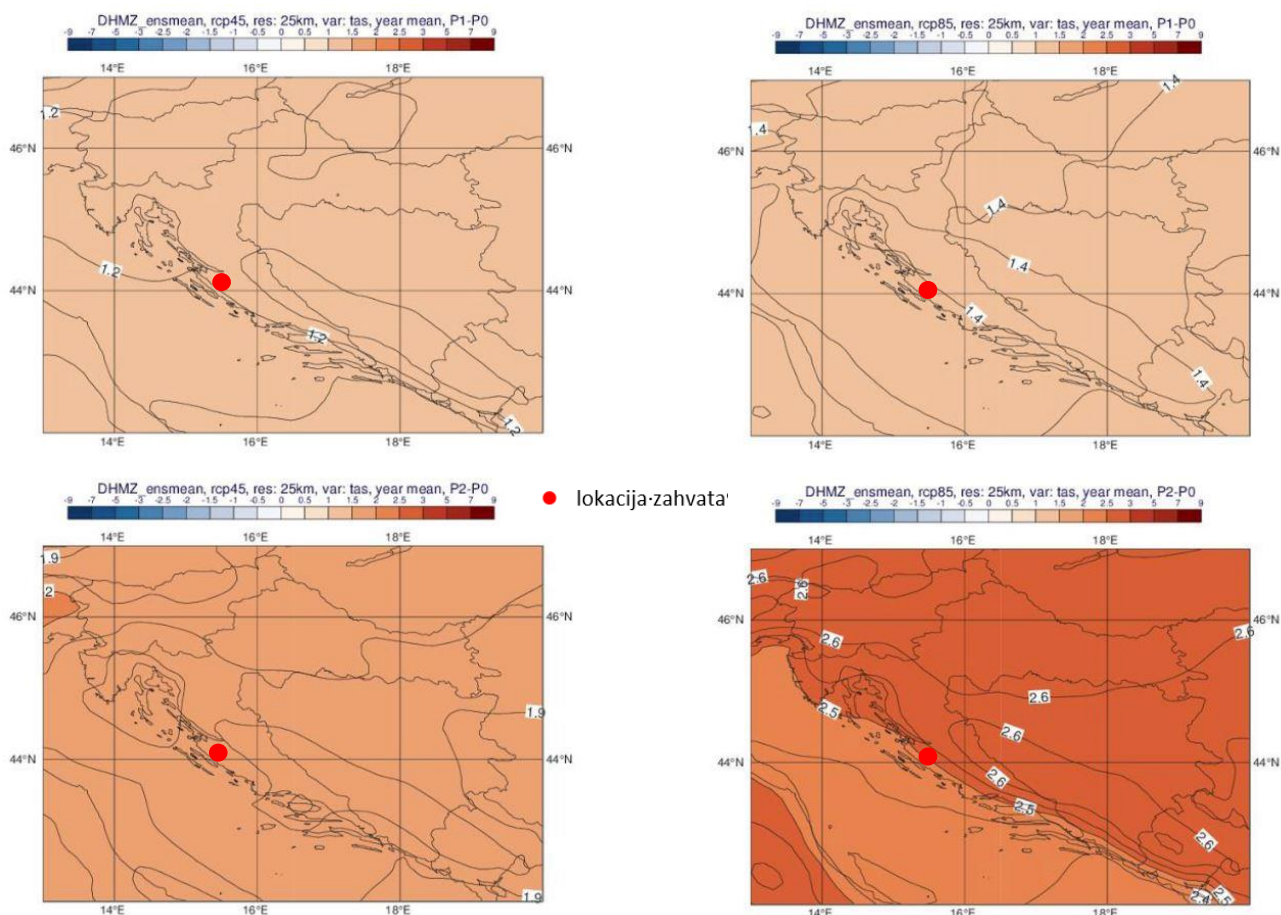 DHMZ_ensmean, rcp45, res: 25km, var: tas, year mean, P1-P0
-9 -7 -5 -3 -2.5 -2 -1.5 -1 -0.5 0 0.5 1 1.5 2 2.5 3 5 7 9
14°E 16°E 18°E
1.2
46°N 46°N
1.2
44°N 44°N
1.2
1.2
14°E 16°E 18°E
DHMZ_ensmean, rcp85, res: 25km, var: tas, year mean, P1-P0
-9 -7 -5 -3 -2.5 -2 -1.5 -1 -0.5 0 0.5 1 1.5 2 2.5 3 5 7 9
14°E 16°E 18°E
1.4
1.4
46°N 46°N
1.4
1.4
44°N 44°N
1.4
1.4
14°E 16°E 18°E
DHMZ_ensmean, rcp45, res: 25km, var: tas, year mean, P2-P0
-9 -7 -5 -3 -2.5 -2 -1.5 -1 -0.5 0 0.5 1 1.5 2 2.5 3 5 7 9
14°E 16°E 18°E
1.9
2
46°N 46°N
1.9
44°N 44°N
1.9
14°E 16°E 18°E
lokacija·zahvata
DHMZ_ensmean, rcp85, res: 25km, var: tas, year mean, P2-P0
-9 -7 -5 -3 -2.5 -2 -1.5 -1 -0.5 0 0.5 1 1.5 2 2.5 3 5 7 9
14°E 16°E 18°E
2.6 2.6 2.6
46°N 46°N
2.6 2.6
2.6
2.5
2.6
44°N 44°N
2.6
2.5
2.6
2.4 2.5
14°E 16°E 18°E